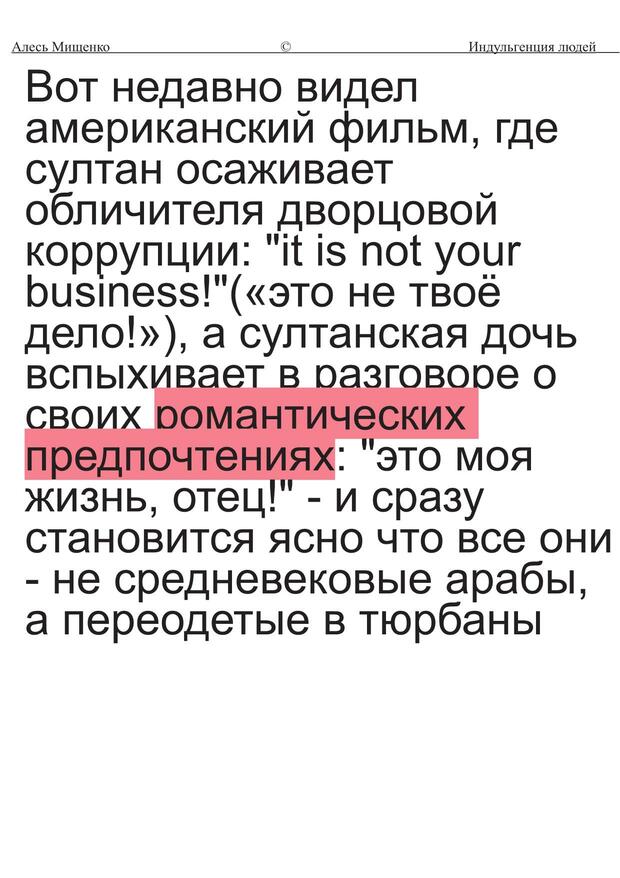 Алесь Мищенко © Индульгенция людей
Вот недавно видел
американский фильм, где
султан осаживает
обличителя дворцовой
коррупции: "it is not your
business!"(«это не твоё
дело!»), а султанская дочь
вспыхивает в разговоре о
своих романтических
предпочтениях: "это моя
жизнь, отец!" - и сразу
становится ясно что все они
- не средневековые арабы,
а переодетые в тюрбаны